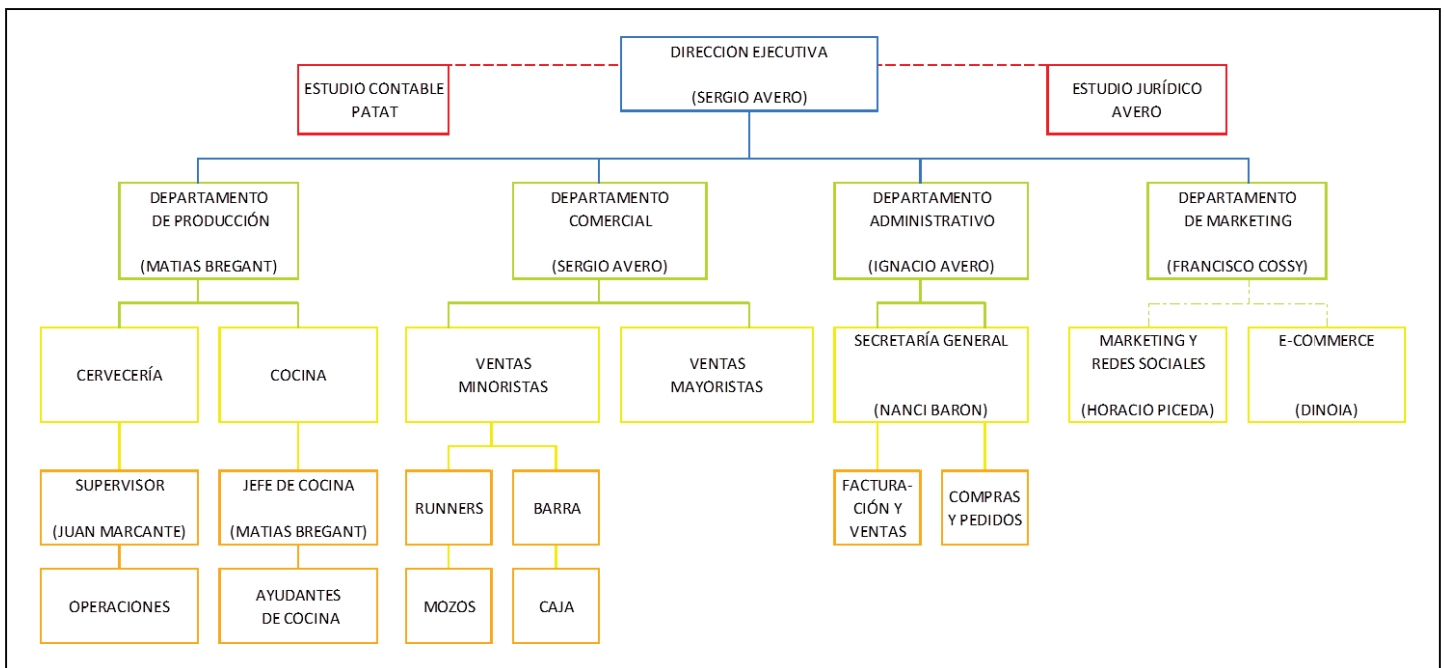 DIRECCION EJECUTIVA
(SERGIO AVERO)
ESTUDIO CONTABLE
PATAT
ESTUDIO JURÍDICO
AVERO
DEPARTAMENTO
DE PRODUCCIÓN
(MATIAS BREGANT)
DEPARTAMENTO
COMERCIAL
(SERGIO AVERO)
DEPARTAMENTO
ADMINISTRATIVO
(IGNACIO AVERO)
DEPARTAMENTO
DE MARKETING
(FRANCISCO COSSY)
CERVECERÍA
COCINA
VENTAS
MINORISTAS
VENTAS
MAYORISTAS
SECRETARÍA GENERAL
(NANCI BARON)
MARKETING Y
REDES SOCIALES
(HORACIO PICEDA)
E-COMMERCE
(DINOIA)
SUPERVISOR
(JUAN MARCANTE)
JEFE DE COCINA
(MATIAS BREGANT)
RUNNERS
BARRA
FACTURA-
CIÓN Y
VENTAS
COMPRAS
Y PEDIDOS
OPERACIONES
AYUDANTES
DE COCINA
MOZOS
CAJA